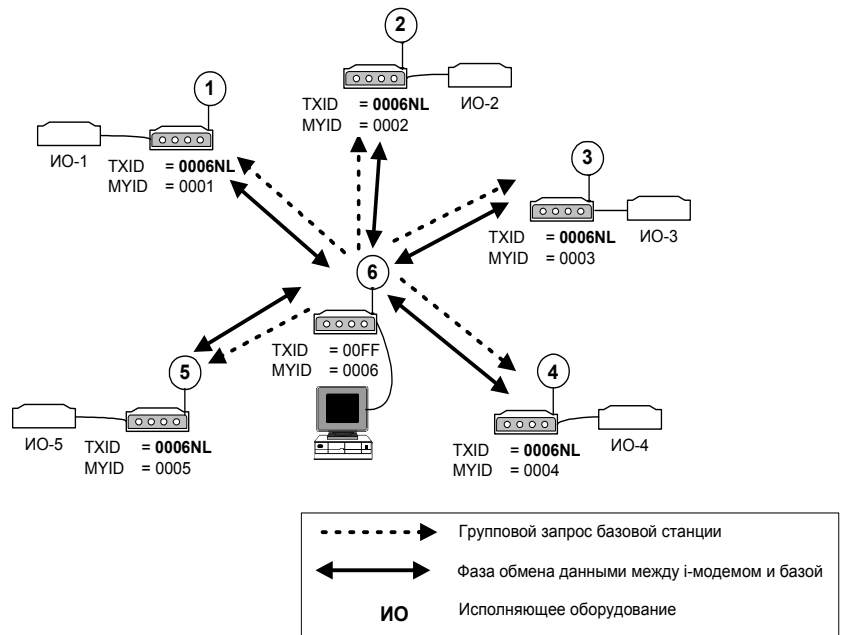 2
TXID = 0006NL
MYID = 0002
ИО-2
1
ИО-1
TXID = 0006NL
MYID = 0001
3
TXID = 0006NL
MYID = 0003
ИО-3
6
TXID = 00FF
MYID = 0006
5
ИО-5
TXID = 0006NL
MYID = 0005
4
TXID = 0006NL
MYID = 0004
ИО-4
Групповой запрос базовой станции
Фаза обмена данными между i-модемом и базой
ИО Исполняющее оборудование